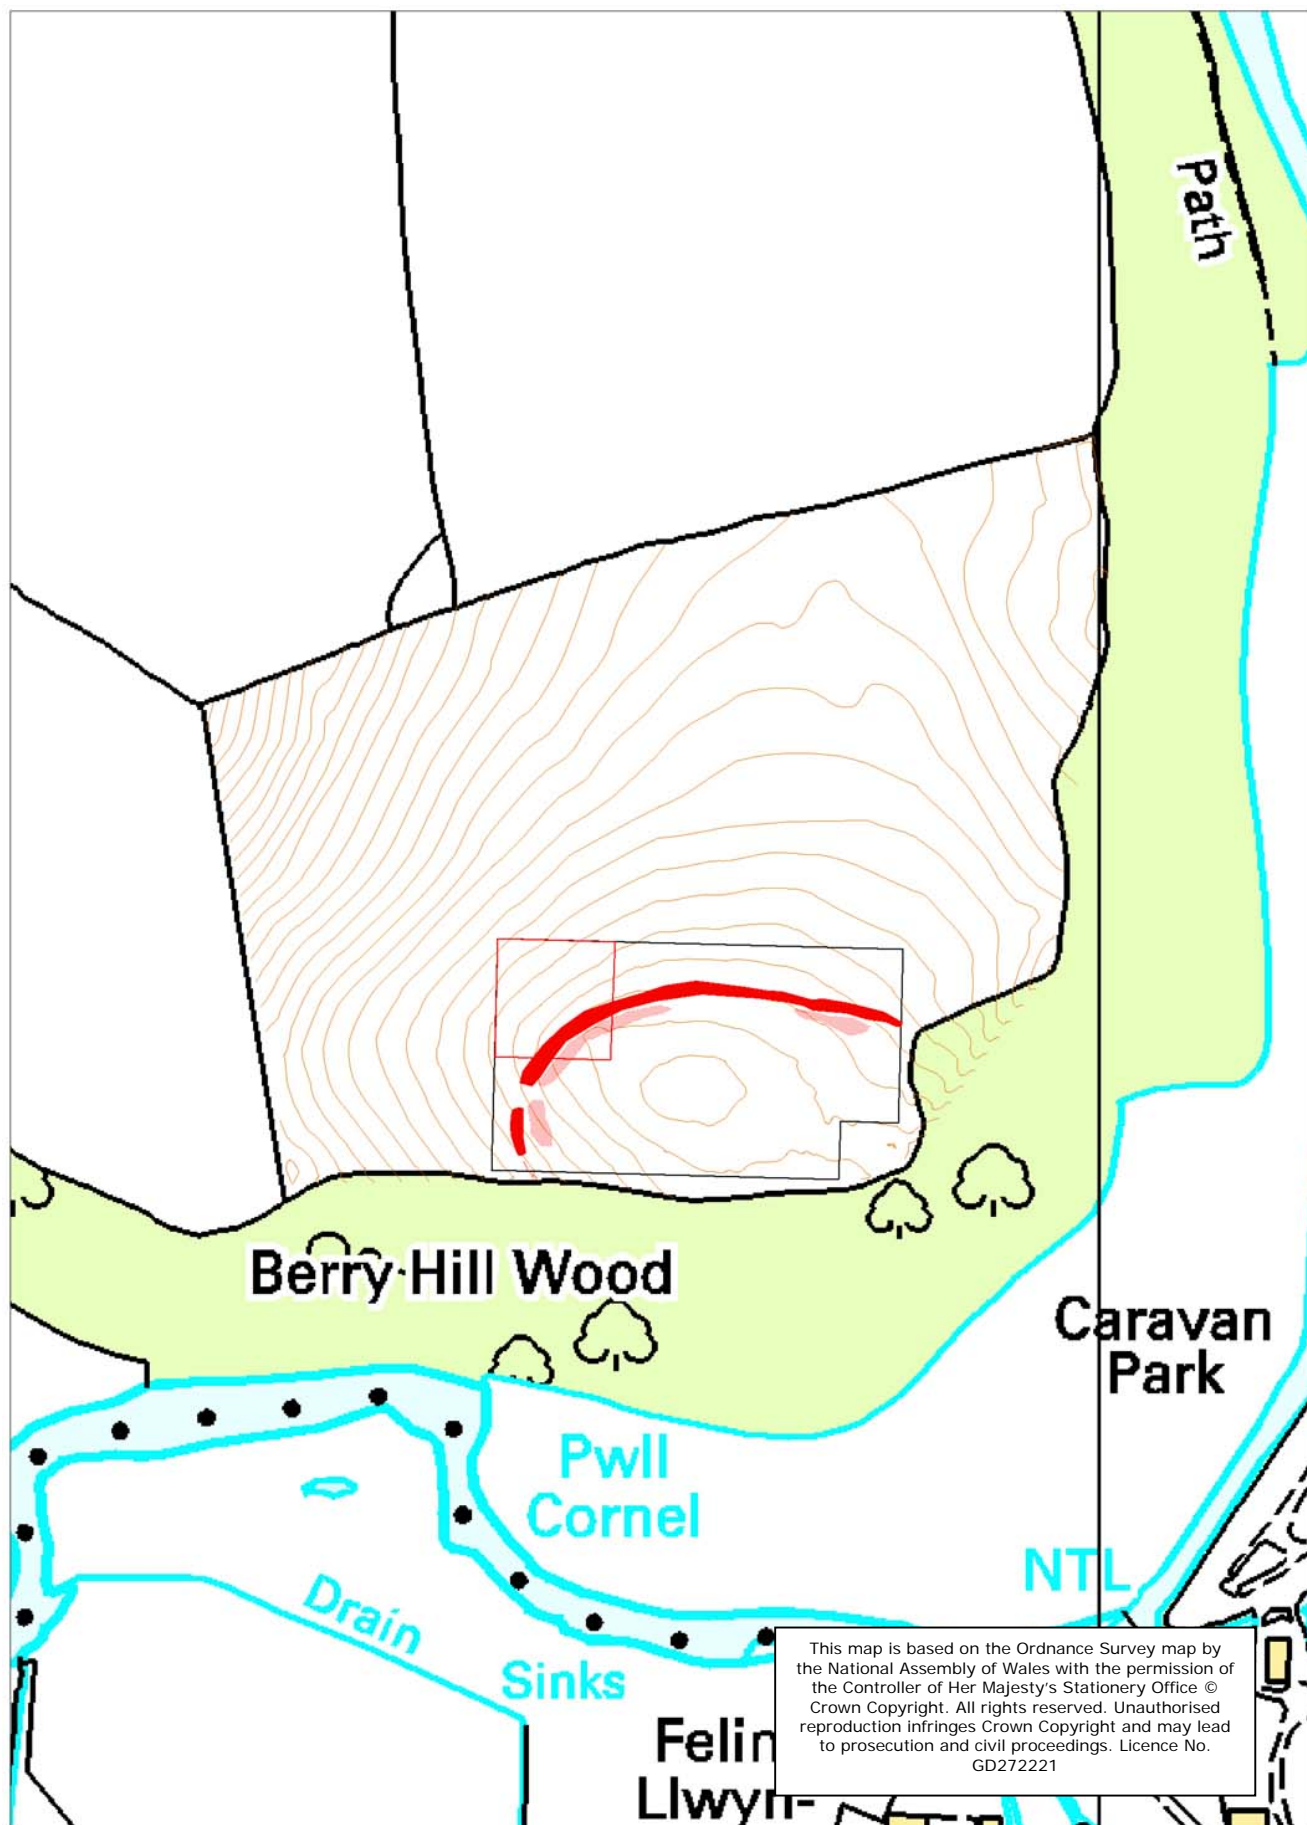 Path
Berry Hill Wood
Caravan
Park
Pwll
Cornel
NTL
Drain
Sinks
This map is based on the Ordnance Survey map by
the National Assembly of Wales with the permission of
the Controller of Her Majesty's Stationery Office ©
Crown Copyright. All rights reserved. Unauthorised
reproduction infringes Crown Copyright and may lead
to prosecution and civil proceedings. Licence No.
GD272221
Felin
Llwyn-